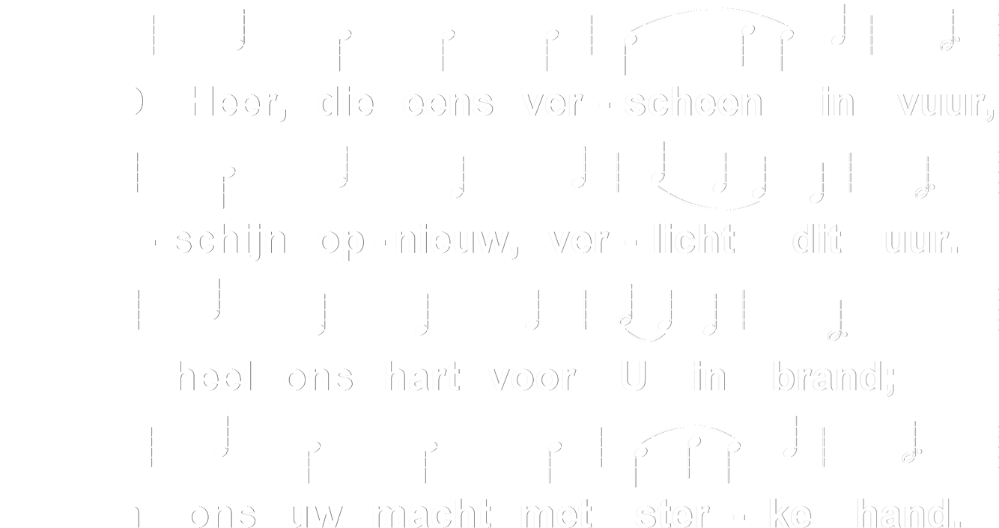 O Heer, die eens ver - scheen in vuur,
- schijn op - nieuw, ver - licht dit uur.
heel ons hart voor U in brand;
n ons uw macht met ster - ke hand.